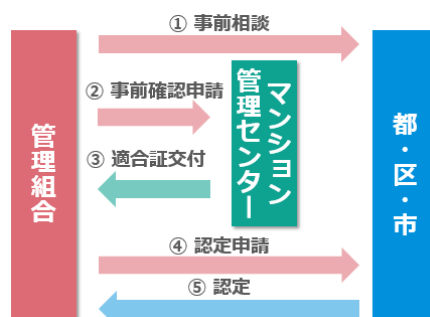 ① 事前相談
② 事前確認申請
③ 適合証交付
④ 認定申請
⑤ 認定
管理組合
マンション
管理センター
都・区・市